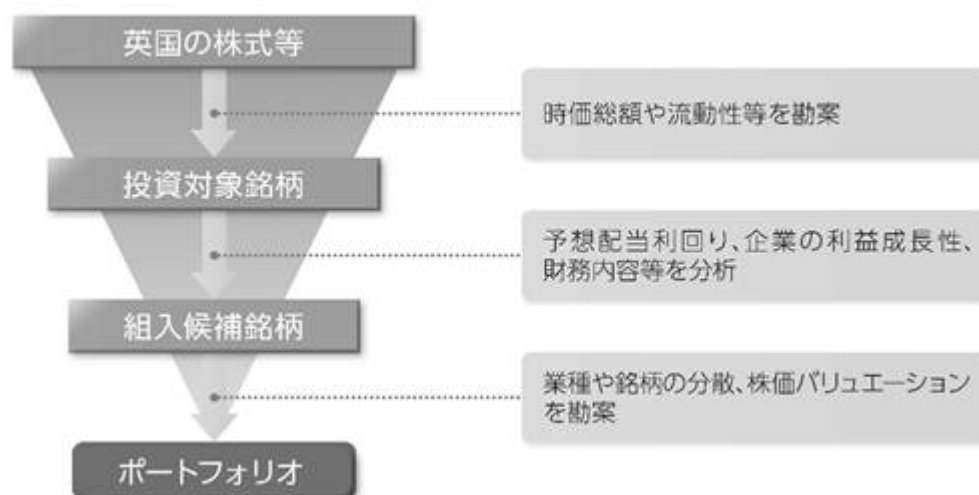 英国の株式等
時価総額や流動性等を勘案
投資対象銘柄
予想配当利回り、企業の利益成長性、
財務内容等を分析
組入候補銘柄
業種や銘柄の分散、株価バリュエーション
を勘案
ポートフォリオ